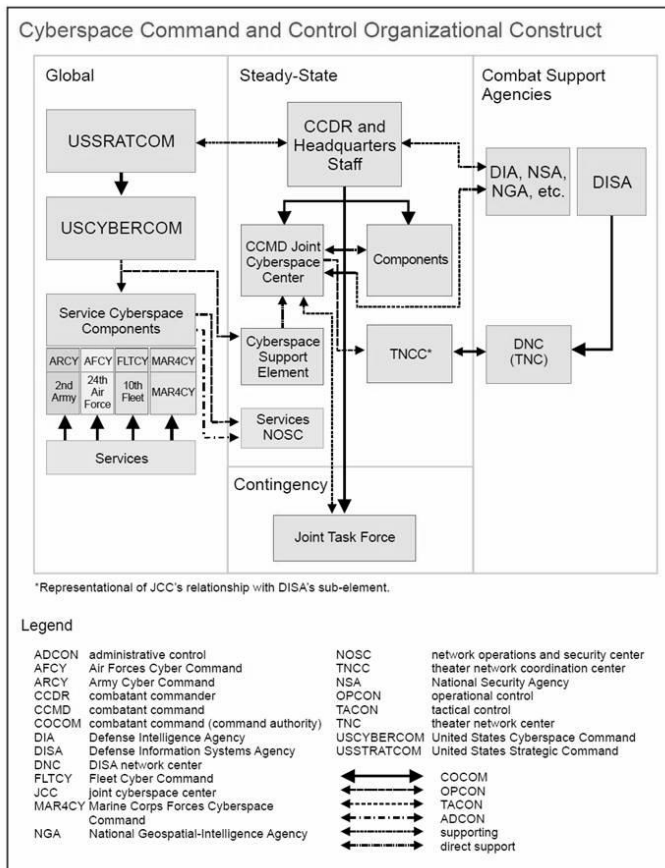 Cyberspace Command and Control Organizational Construct
Global
Steady-State
Combat Support
Agencies
USSRATCOM
CCDR and
Headquarters
Staff
DIA, NSA,
NGA, etc.
DISA
USCYBERCOM
CCMD Joint
Cyberspace
Center
Components
Service Cyberspace
Components
ARCY
AFCY
FLTCY
MAR4CY
2nd
Army
24th
Air
Force
10th
Fleet
MAR4CY
Services
Cyberspace
Support
Element
TNCC*
DNC
(TNC)
Services
NOSC
Contingency
Joint Task Force
*Representational of JCC's relationship with DISA's sub-element.
Legend
ADCON administrative control
AFCY Air Forces Cyber Command
ARCY Army Cyber Command
CCDR combatant commander
CCMD combatant command
COCOM combatant command (command authority)
DIA Defense Intelligence Agency
DISA Defense Information Systems Agency
DNC DISA network center
FLTCY Fleet Cyber Command
JCC joint cyberspace center
MAR4CY Marine Corps Forces Cyberspace
Command
NGA National Geospatial-Intelligence Agency
NOSC network operations and security center
TNCC theater network coordination center
NSA National Security Agency
OPCON operational control
TACON tactical control
TNC theater network center
USCYBERCOM United States Cyberspace Command
USSTRATCOM United States Strategic Command
COCOM
OPCON
TACON
ADCON
supporting
direct support